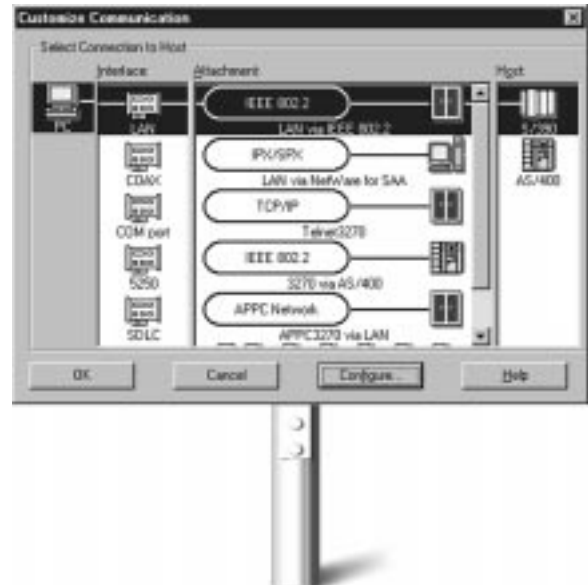 Customize Communication
Select Connection to Host
Interface
Attachment
Host
PC
LAN
IEEE 802.2
LAN via IEEE 802.2
S/390
COAX
IPX/SPX
LAN via NetWare for SAA
AS/400
COM port
TCP/IP
Telnet3270
5250
IEEE 802.2
3270 via AS/400
SDLC
APPC Network
APPC3270 via LAN
OK
Cancel
Configure...
Help